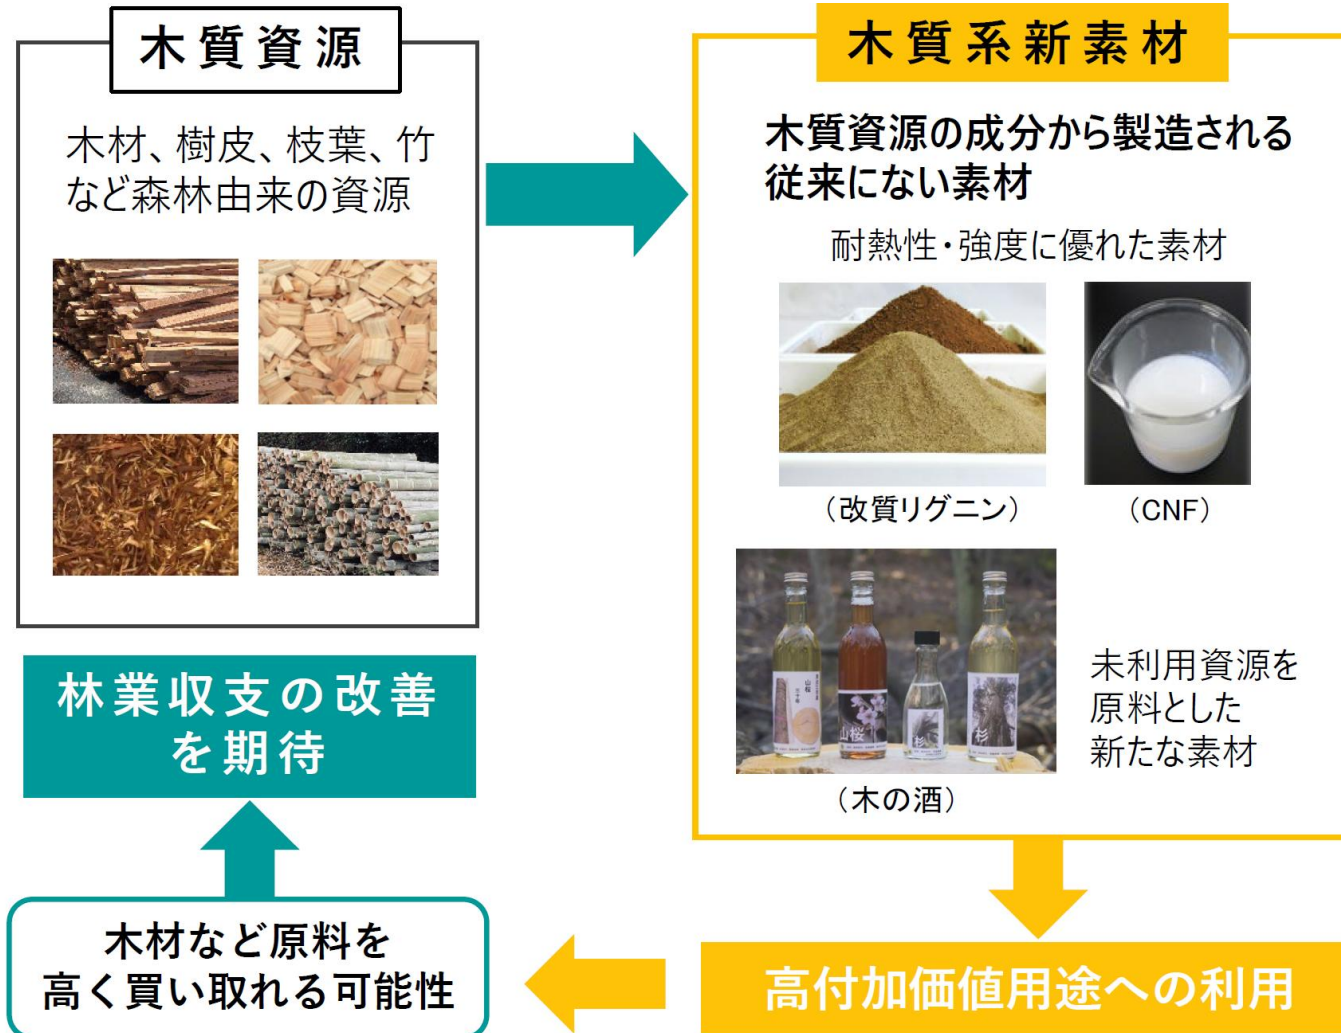 木質資源
木材、樹皮、枝葉、竹
など森林由来の資源
木質系新素材
木質資源の成分から製造される
従来にない素材
耐熱性・強度に優れた素材
（改質リグニン）
（CNF）
山桜
山桜
杉
杉
未利用資源を
原料とした
新たな素材
（木の酒）
高付加価値用途への利用
木材など原料を
高く買い取れる可能性
林業収支の改善
を期待